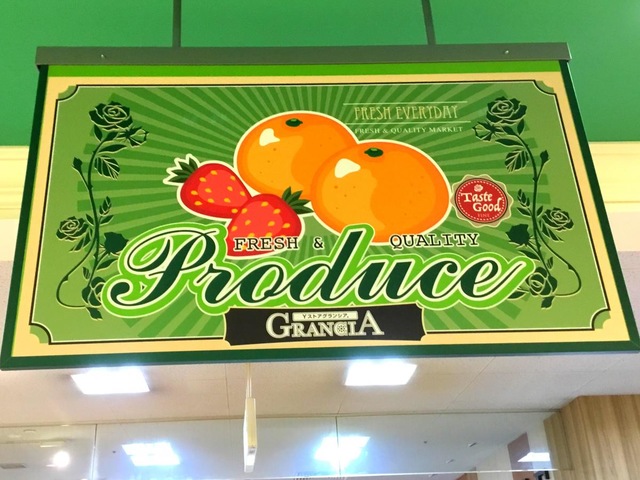 FRESH EVERYDAY
FRESH & QUALITY MARKET
Taste
Good
FRESH & QUALITY
Produce
Yストアグランシア
GRANCIA